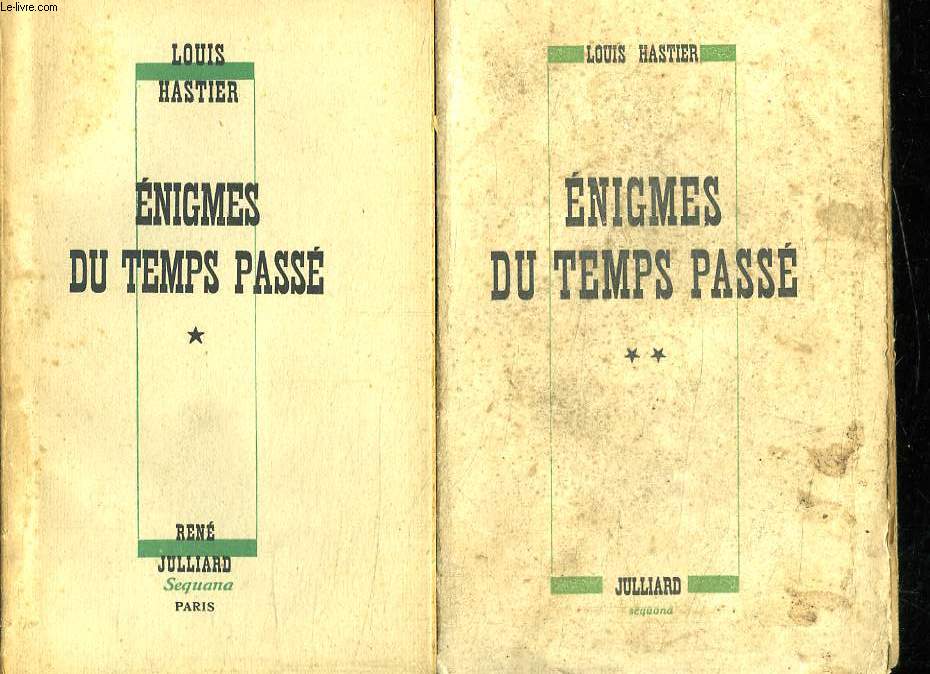 Le-livre.com
LOUIS
HASTIER
ÉNIGMES
DU TEMPS PASSÉ
★
RENÉ
JULLIARD
Sequana
PARIS
LOUIS HASTIER
ÉNIGMES
DU TEMPS PASSÉ
★★
JULLIARD
sequana